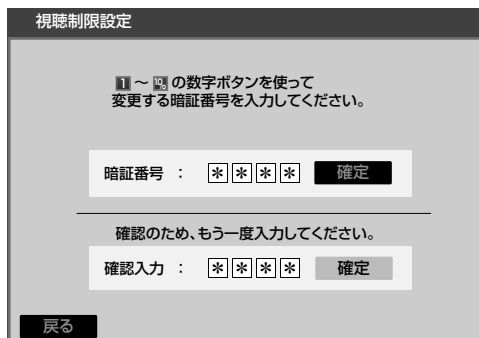 視聴制限設定
1 ～ 10 の数字ボタンを使って
変更する暗証番号を入力してください。
暗証番号 ： ＊ ＊ ＊ ＊ 確定
確認のため、もう一度入力してください。
確認入力 ： ＊ ＊ ＊ ＊ 確定
戻る